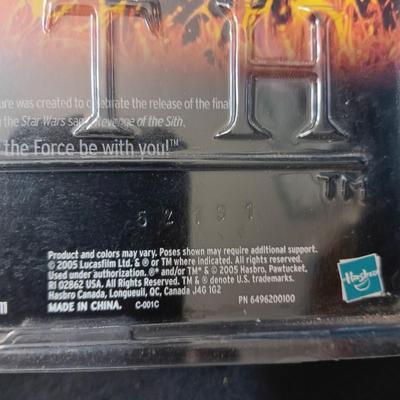 TH
ure was created to celebrate the release of the final
the Star Wars saga Revenge of the Sith.
the Force be with you!™
TM
Product and colors may vary. Poses shown may require additional support.
© 2005 Lucasfilm Ltd. & ® or TM where indicated. All rights reserved.
Used under authorization. ®* and/or TM* & © 2005 Hasbro, Pawtucket,
RI 02862 USA. All Rights Reserved. TM & ® denote U.S. trademarks.
Hasbro Canada, Longueuil, QC, Canada J4G 1G2
MADE IN CHINA. C-001C
PN 6496200100
Hasbro